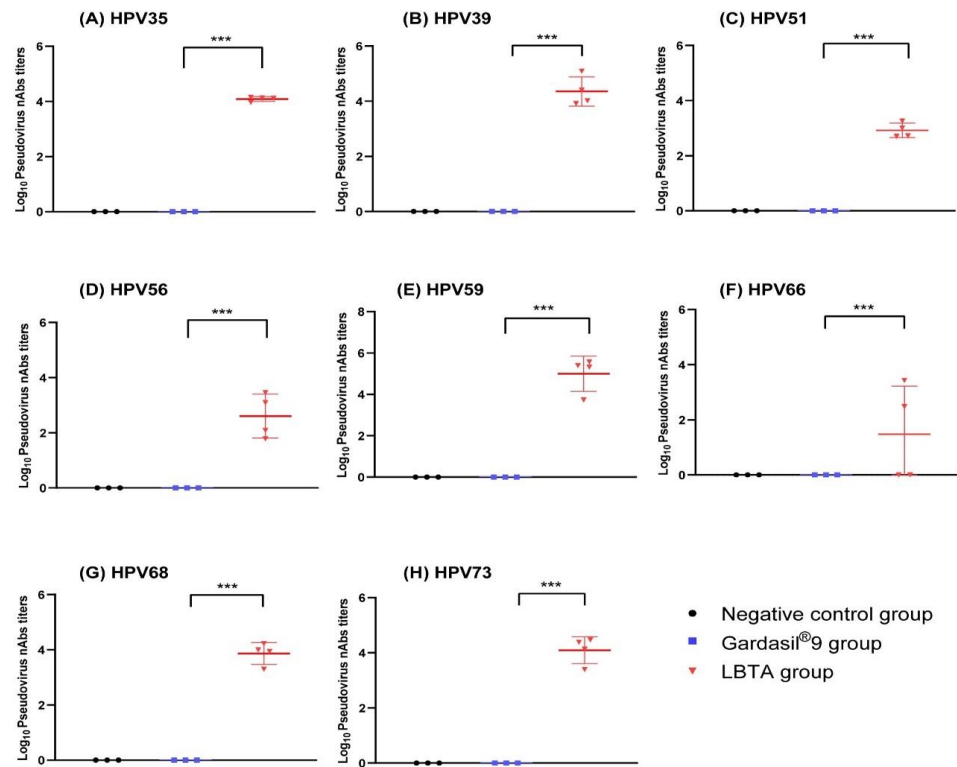 (A) HPV35
(B) HPV39
(C) HPV51
***
***
***
6
4
2
0
Log10 Pseudovirus nAbs titers
6
4
2
0
Log10 Pseudovirus nAbs titers
6
4
2
0
Log10 Pseudovirus nAbs titers
(D) HPV56
(E) HPV59
(F) HPV66
***
***
***
6
4
2
0
Log10 Pseudovirus nAbs titers
8
6
4
2
0
Log10 Pseudovirus nAbs titers
6
4
2
0
Log10 Pseudovirus nAbs titers
(G) HPV68
(H) HPV73
***
***
6
4
2
0
Log10 Pseudovirus nAbs titers
6
4
2
0
Log10 Pseudovirus nAbs titers
Negative control group
Gardasil®9 group
LBTA group